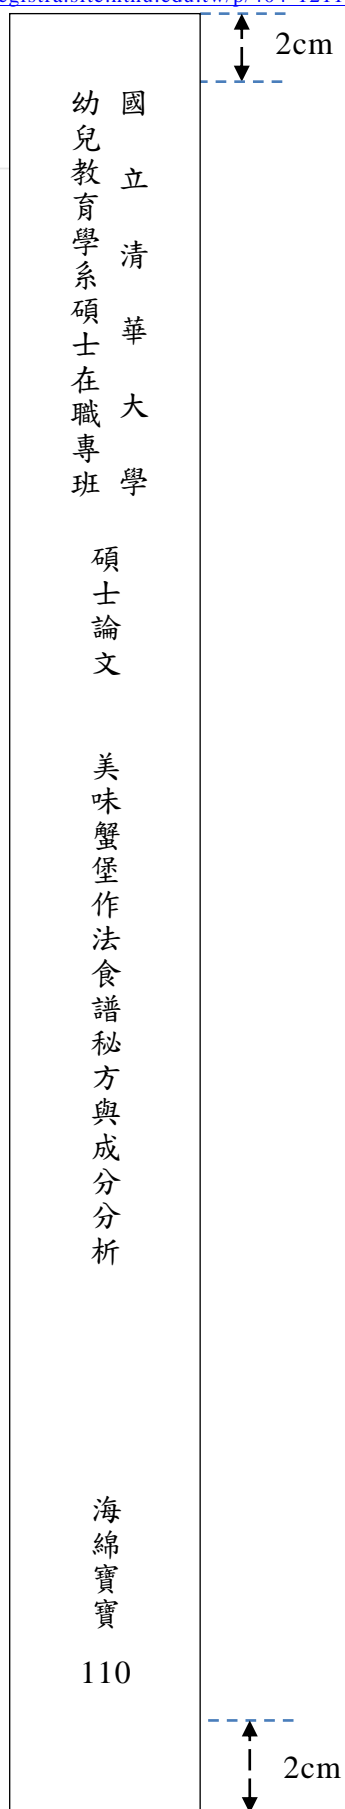 2cm
國立清華大學
幼兒教育學系碩士在職專班
碩士論文
美味蟹堡作法食譜秘方與成分分析
海綿寶寶
110
2cm